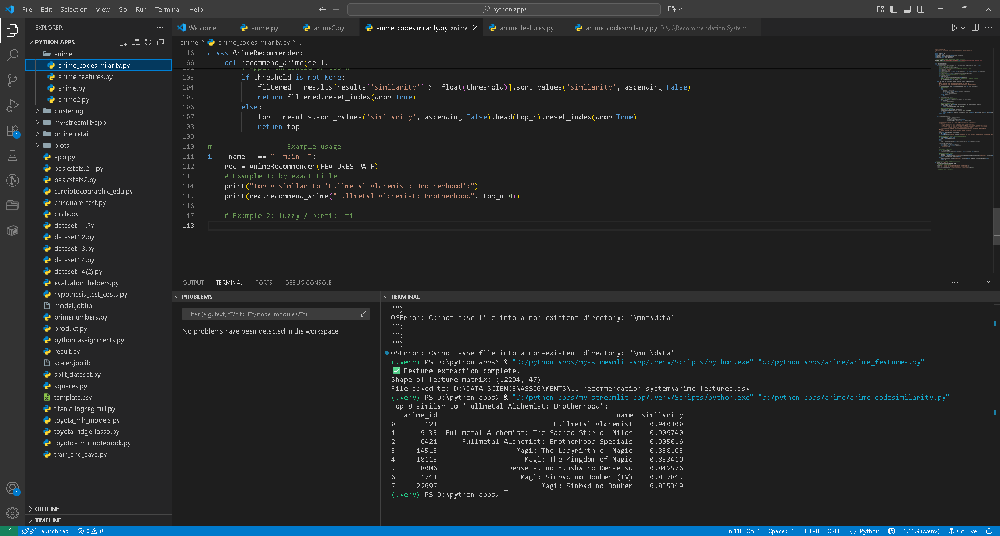 File Edit Selection View Go Run Terminal Help
python apps
EXPLORER
PYTHON APPS
anime
anime_codesimilarity.py
anime_features.py
anime.py
anime2.py
clustering
my-streamlit-app
online retail
plots
app.py
basicstats.2.1.py
basicstats2.py
cardiotocographic_eda.py
chisquare_test.py
circle.py
dataset1.1.PY
dataset1.2.py
dataset1.3.py
dataset1.4.py
dataset1.4(2).py
evaluation_helpers.py
hypothesis_test_costs.py
model.joblib
primenumbers.py
product.py
python_assignments.py
result.py
scaler.joblib
split_dataset.py
squares.py
template.csv
titanic_logreg_full.py
toyota_mlr_models.py
toyota_ridge_lasso.py
toyotoa_mlr_notebook.py
train_and_save.py
OUTLINE
TIMELINE
1
1
Welcome anime.py anime2.py anime_codesimilarity.py anime anime_features.py anime_codesimilarity.py D:\...\Recommendation System
anime > anime_codesimilarity.py > ...
16 class AnimeRecommender:
66 def recommend_anime(self,
102 # Apply threshold or top_n
103 if threshold is not None:
104 filtered = results[results['similarity'] >= float(threshold)].sort_values('similarity', ascending=False)
105 return filtered.reset_index(drop=True)
106 else:
107 top = results.sort_values('similarity', ascending=False).head(top_n).reset_index(drop=True)
108 return top
109
110 # ---------------- Example usage ----------------
111 if __name__ == "__main__":
112 rec = AnimeRecommender(FEATURES_PATH)
113 # Example 1: by exact title
114 print("Top 8 similar to 'Fullmetal Alchemist: Brotherhood':")
115 print(rec.recommend_anime("Fullmetal Alchemist: Brotherhood", top_n=8))
116
117 # Example 2: fuzzy / partial ti
118
OUTPUT TERMINAL PORTS DEBUG CONSOLE
PROBLEMS
Filter (e.g. text, **/*.ts, !**/node_modules/**)
No problems have been detected in the workspace.
TERMINAL
'")
OSError: Cannot save file into a non-existent directory: '\mnt\data'
'")
'")
'")
OSError: Cannot save file into a non-existent directory: '\mnt\data'
(.venv) PS D:\python apps> & "D:/python apps/my-streamlit-app/.venv/Scripts/python.exe" "d:/python apps/anime/anime_features.py"
✅ Feature extraction complete!
Shape of feature matrix: (12294, 47)
File saved to: D:\DATA SCIENCE\ASSIGNMENTS\11 recommendation system\anime_features.csv
(.venv) PS D:\python apps> & "D:/python apps/my-streamlit-app/.venv/Scripts/python.exe" "d:/python apps/anime/anime_codesimilarity.py"
Top 8 similar to 'Fullmetal Alchemist: Brotherhood':
anime_id name similarity
0 121 Fullmetal Alchemist 0.940300
1 9135 Fullmetal Alchemist: The Sacred Star of Milos 0.909740
2 6421 Fullmetal Alchemist: Brotherhood Specials 0.905016
3 14513 Magi: The Labyrinth of Magic 0.858165
4 18115 Magi: The Kingdom of Magic 0.853419
5 8086 Densetsu no Yuusha no Densetsu 0.842576
6 31741 Magi: Sinbad no Bouken (TV) 0.837845
7 22097 Magi: Sinbad no Bouken 0.835349
(.venv) PS D:\python apps>
Launchpad 0 0 Ln 118, Col 1 Spaces: 4 UTF-8 CRLF {} Python 3.11.9 (.venv) Go Live